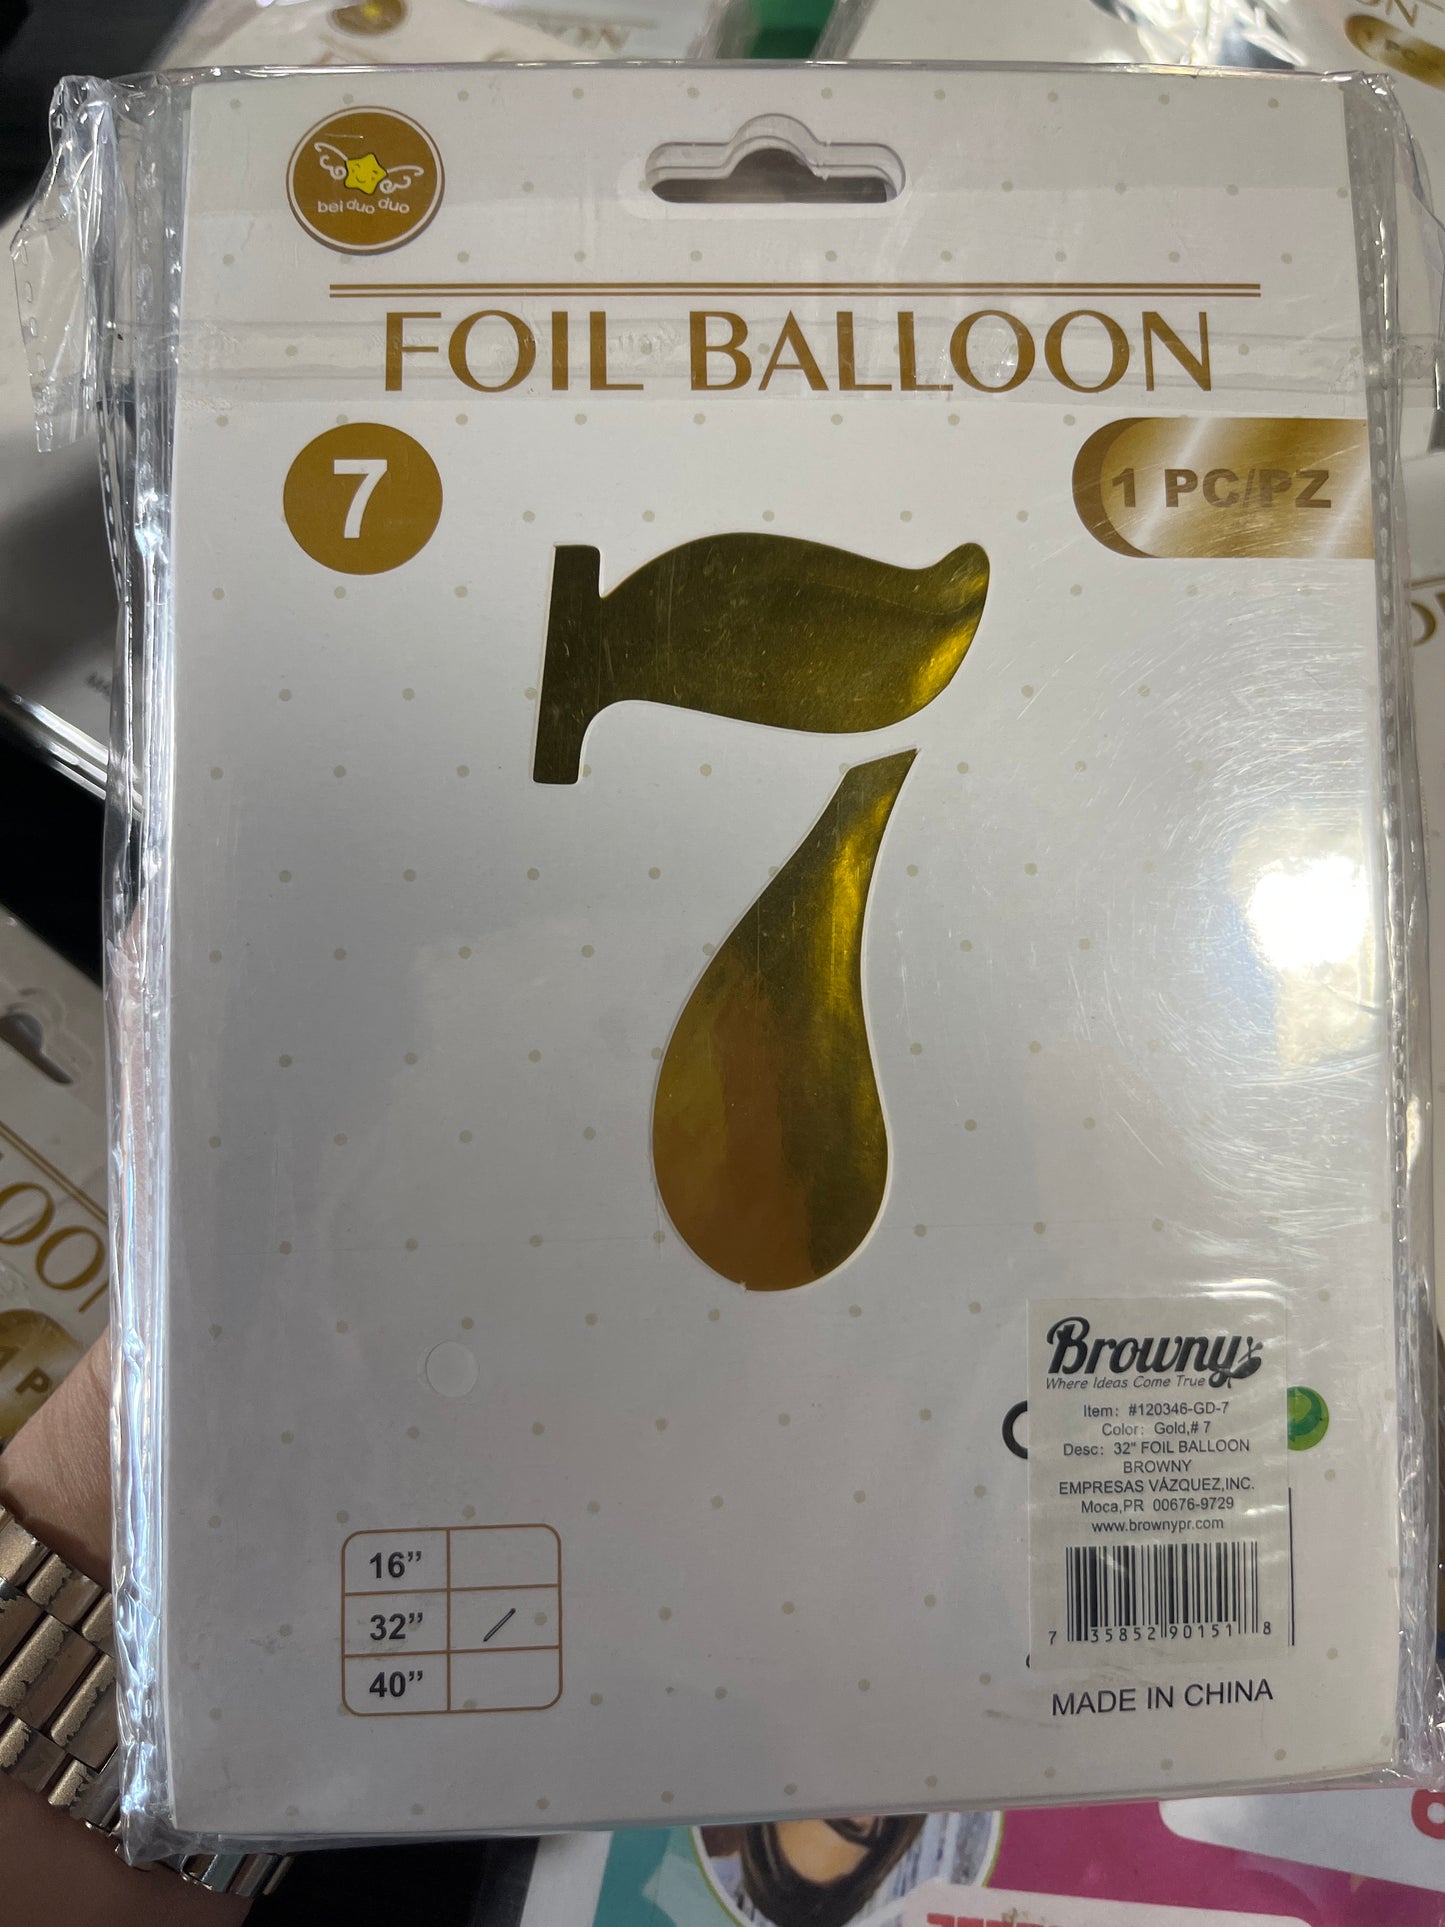 bei duo duo
FOIL BALLOON
7
1 PC/PZ
Browny
Where Ideas Come True
Item: #120346-GD-7
Color: Gold,# 7
Desc: 32" FOIL BALLOON
BROWNY
EMPRESAS VÁZQUEZ,INC.
Moca,PR 00676-9729
www.brownypr.com
7 35852 90151 8
16”
32”
40”
MADE IN CHINA